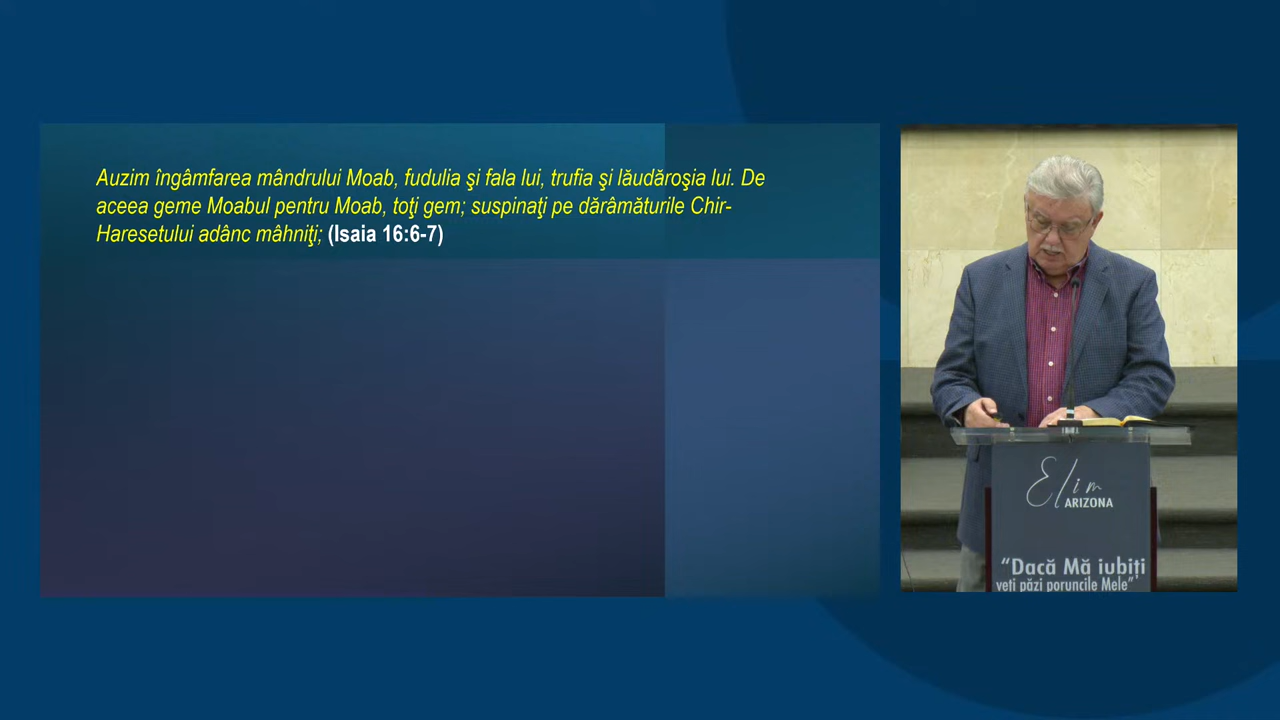 Auzim îngâmfarea mândrului Moab, fudulia şi fala lui, trufia şi lăudăroşia lui. De
aceea geme Moabul pentru Moab, toţi gem; suspinaţi pe dărâmăturile Chir-
Haresetului adânc mâhniţi; (Isaia 16:6-7)
Elim
ARIZONA
“Dacă Mă iubiți
veți păzi poruncile Mele”